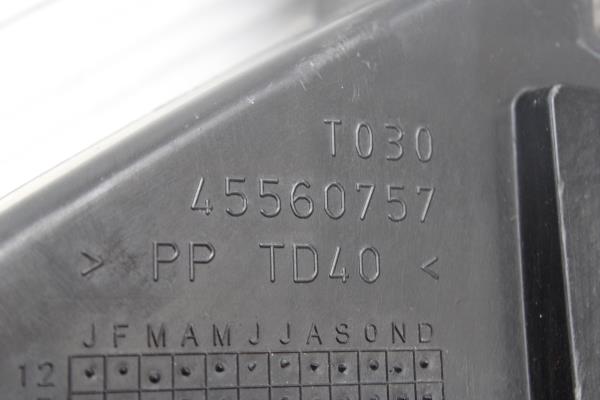 T030
45560757
> PP TD40 <
J F M A M J J A S O N D
12